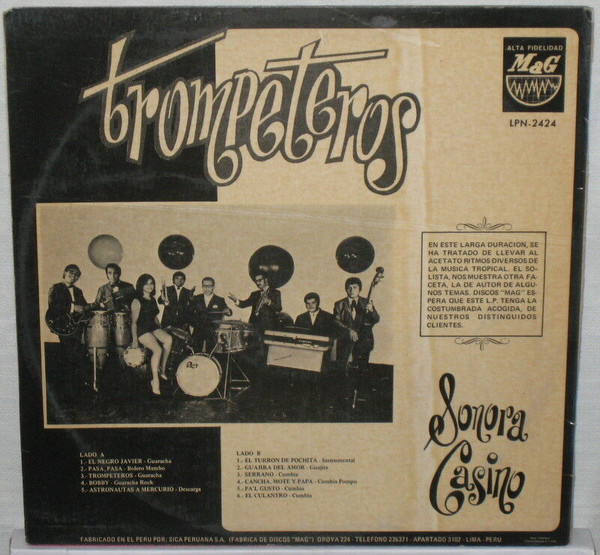 trompeteros
ALTA FIDELIDAD
MaG
LPN-2424
EN ESTE LARGA DURACION, SE
HA TRATADO DE LLEVAR AL
ACETATO RITMOS DIVERSOS DE
LA MUSICA TROPICAL. EL SO-
LISTA, NOS MUESTRA OTRA FA-
CETA, LA DE AUTOR DE ALGU-
NOS TEMAS. DISCOS "MAG" ES-
PERA QUE ESTE L.P. TENGA LA
COSTUMBRADA ACOGIDA, DE
NUESTROS DISTINGUIDOS
CLIENTES.
Sonora
Casino
LADO A
1.- EL NEGRO JAVIER - Guaracha
2.- PASA, PASA - Bolero Mambo
3.- TROMPETEROS - Guaracha
4.- BOBBY - Guaracha Rock
5.- ASTRONAUTAS A MERCURIO - Descarga
LADO B
1.- EL TURRON DE POCHITA - Instrumental
2.- GUAJIRA DEL AMOR - Guajira
3.- SERRANO - Cumbia
4.- CANCHA, MOTE Y PAPA - Cumbia Pompo
5.- PA'L GUSTO - Cumbia
6.- EL CULANTRO - Cumbia
FABRICADO EN EL PERU POR: SICA PERUANA S.A. (FABRICA DE DISCOS "MAG") OROYA 224 - TELEFONO 236371 - APARTADO 3102 - LIMA - PERU